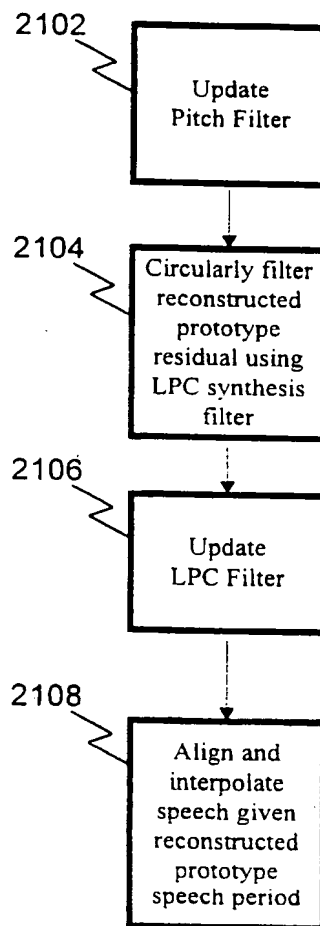 2102
Update
Pitch Filter
2104
Circularly filter
reconstructed
prototype
residual using
LPC synthesis
filter
2106
Update
LPC Filter
2108
Align and
interpolate
speech given
reconstructed
prototype
speech period